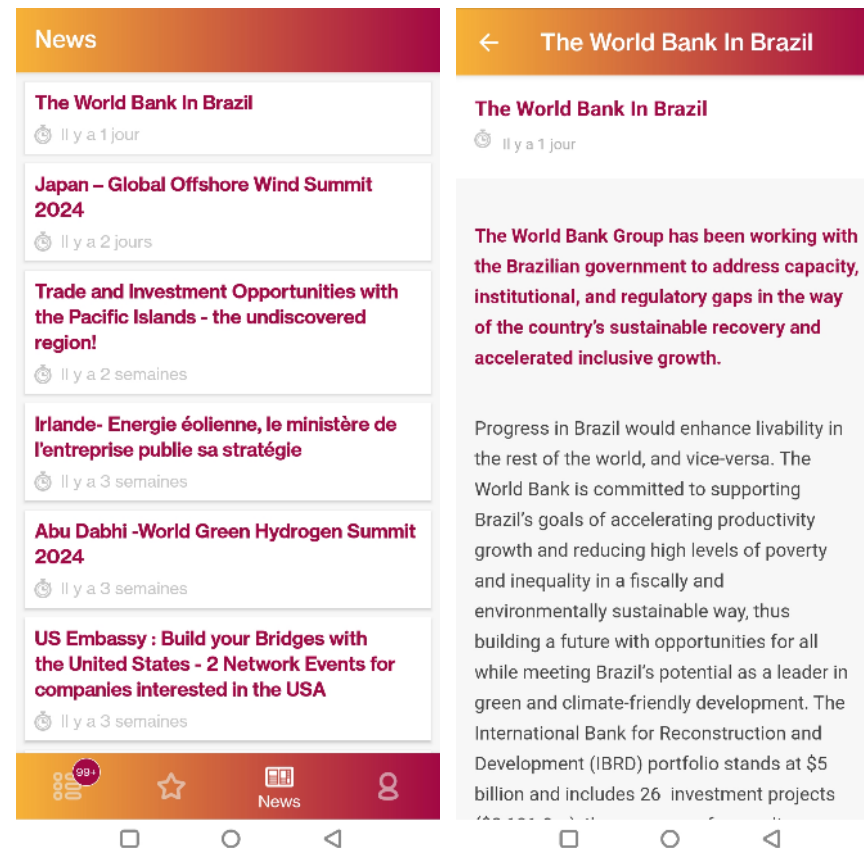 News
The World Bank In Brazil
Il y a 1 jour
Japan – Global Offshore Wind Summit
2024
Il y a 2 jours
Trade and Investment Opportunities with
the Pacific Islands - the undiscovered
region!
Il y a 2 semaines
Irlande- Energie éolienne, le ministère de
l'entreprise publie sa stratégie
Il y a 3 semaines
Abu Dabhi -World Green Hydrogen Summit
2024
Il y a 3 semaines
US Embassy : Build your Bridges with
the United States - 2 Network Events for
companies interested in the USA
Il y a 3 semaines
99+
News
The World Bank In Brazil
The World Bank In Brazil
Il y a 1 jour
The World Bank Group has been working with
the Brazilian government to address capacity,
institutional, and regulatory gaps in the way
of the country's sustainable recovery and
accelerated inclusive growth.
Progress in Brazil would enhance livability in
the rest of the world, and vice-versa. The
World Bank is committed to supporting
Brazil's goals of accelerating productivity
growth and reducing high levels of poverty
and inequality in a fiscally and
environmentally sustainable way, thus
building a future with opportunities for all
while meeting Brazil's potential as a leader in
green and climate-friendly development. The
International Bank for Reconstruction and
Development (IBRD) portfolio stands at $5
billion and includes 26  investment projects